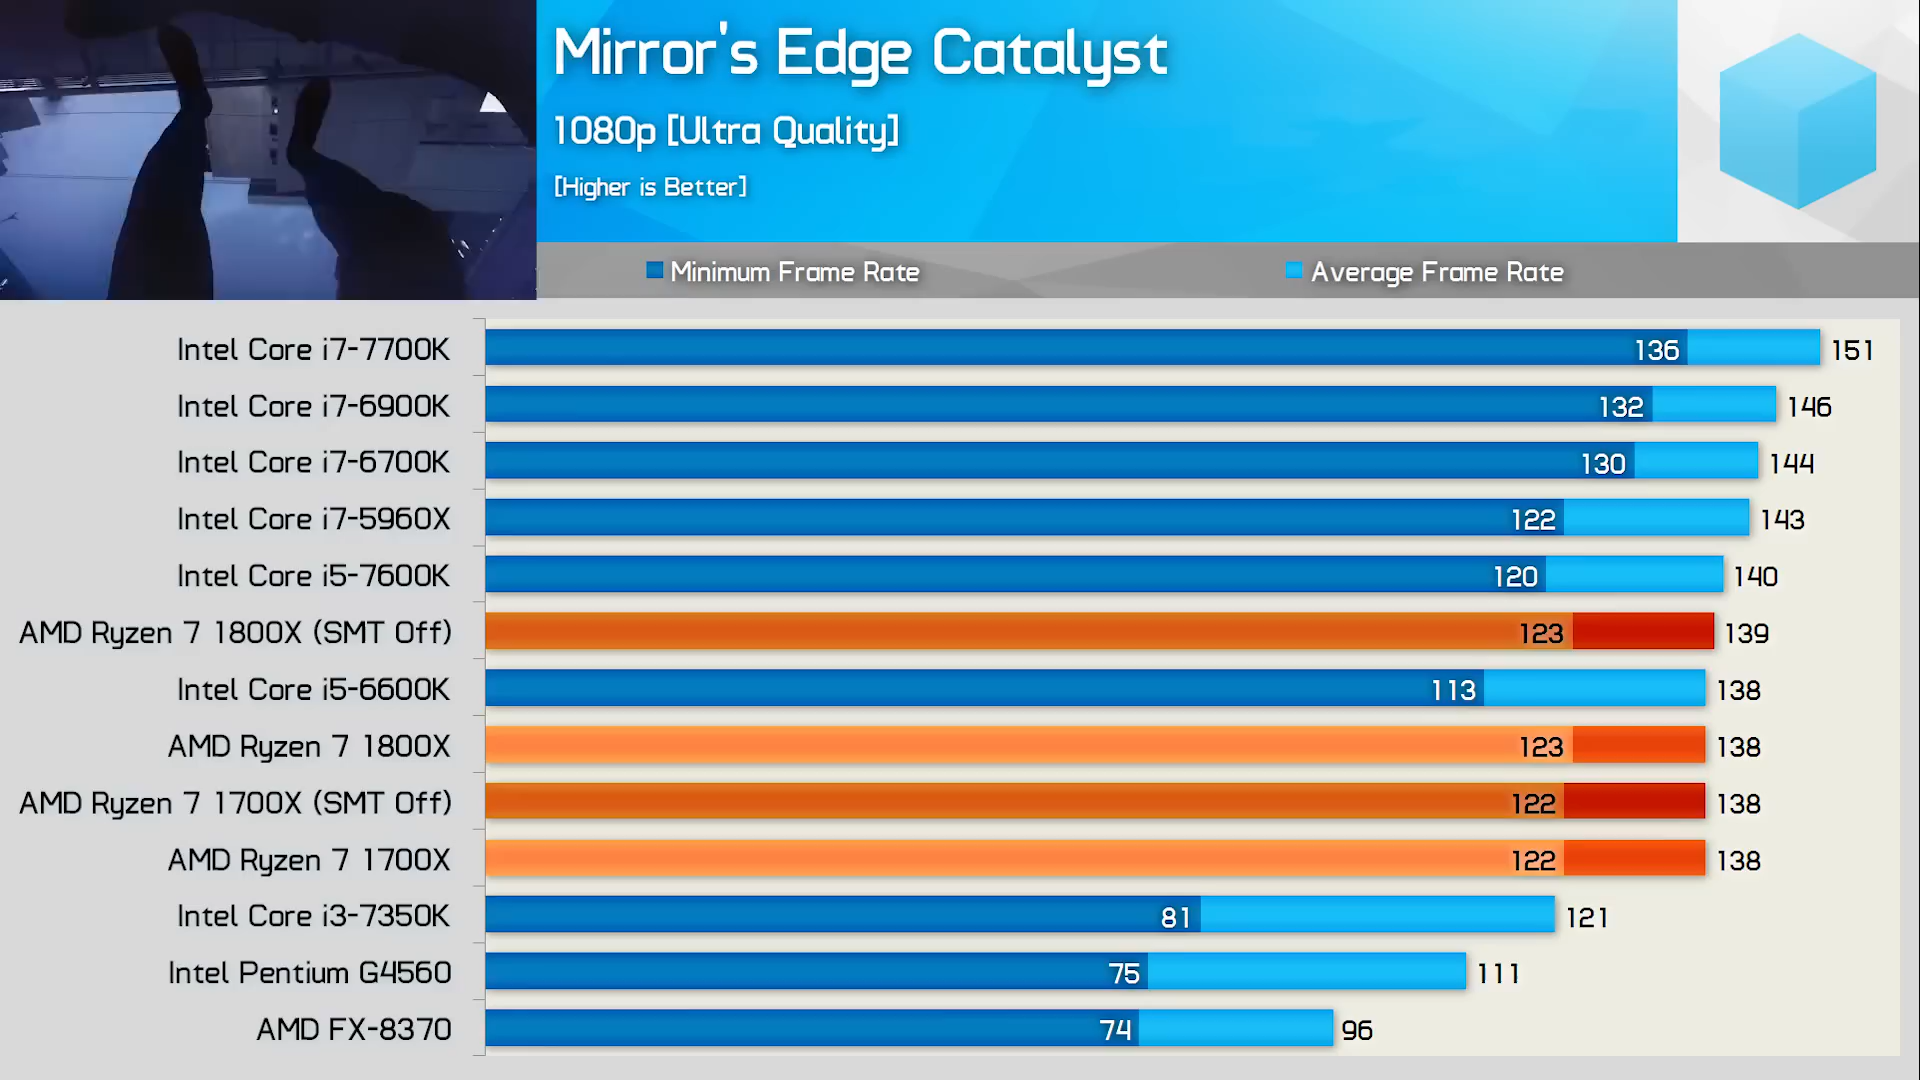 Mirror's Edge Catalyst
1080p [Ultra Quality]
[Higher is Better]
Minimum Frame Rate Average Frame Rate
Intel Core i7-7700K 136 151
Intel Core i7-6900K 132 146
Intel Core i7-6700K 130 144
Intel Core i7-5960X 122 143
Intel Core i5-7600K 120 140
AMD Ryzen 7 1800X (SMT Off) 123 139
Intel Core i5-6600K 113 138
AMD Ryzen 7 1800X 123 138
AMD Ryzen 7 1700X (SMT Off) 122 138
AMD Ryzen 7 1700X 122 138
Intel Core i3-7350K 81 121
Intel Pentium G4560 75 111
AMD FX-8370 74 96